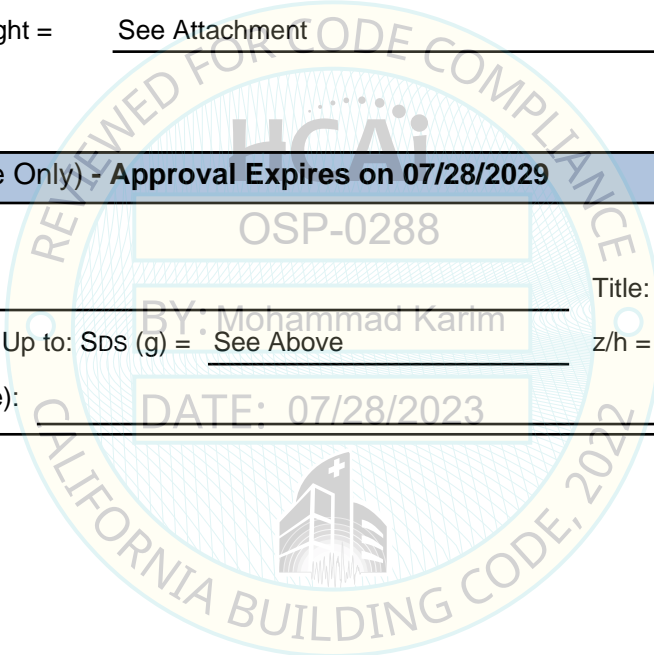 ght = See Attachment
REVIEWED FOR CODE COMPLIANCE
HCAi
e Only) - Approval Expires on 07/28/2029
OSP-0288
Title:
BY: Mohammad Karim
Up to: SDS (g) = See Above z/h =
e):
DATE: 07/28/2023
CALIFORNIA BUILDING CODE, 2022